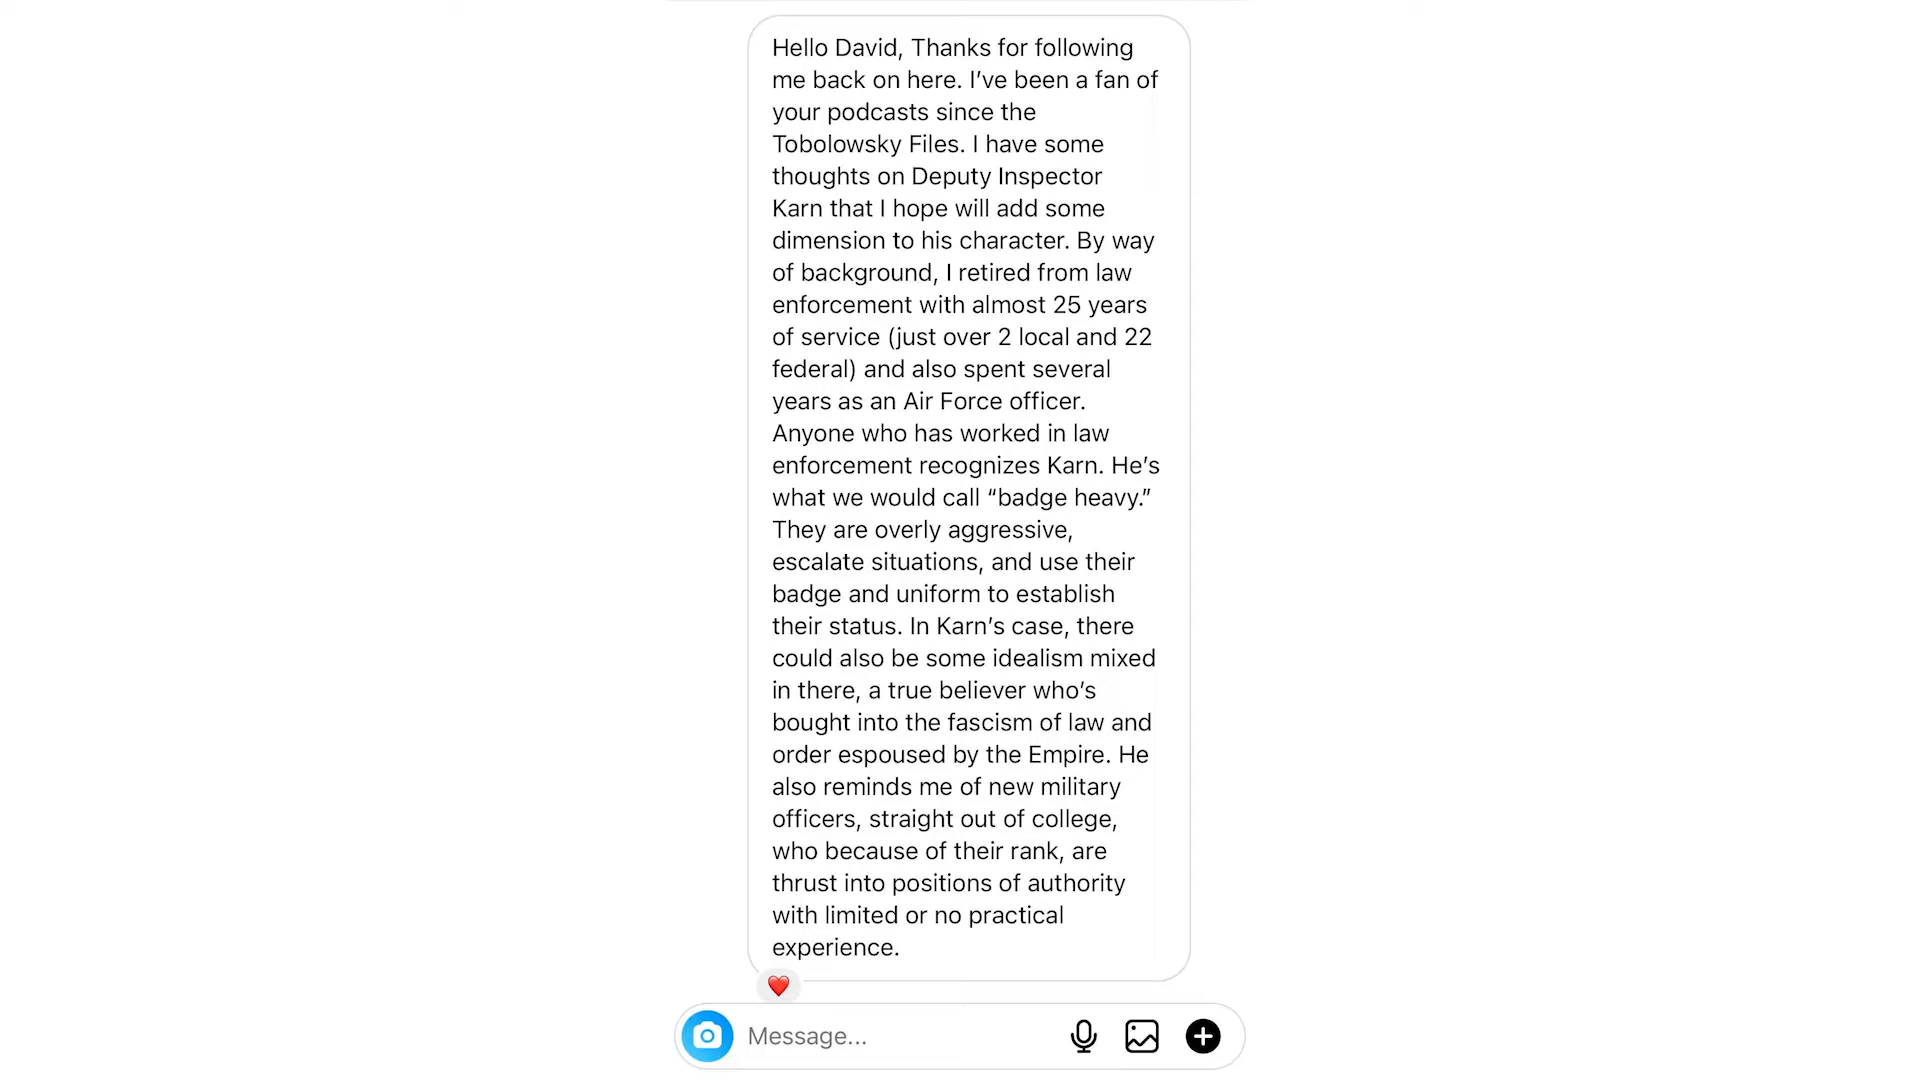 Hello David, Thanks for following
me back on here. I’ve been a fan of
your podcasts since the
Tobolowsky Files. I have some
thoughts on Deputy Inspector
Karn that I hope will add some
dimension to his character. By way
of background, I retired from law
enforcement with almost 25 years
of service (just over 2 local and 22
federal) and also spent several
years as an Air Force officer.
Anyone who has worked in law
enforcement recognizes Karn. He’s
what we would call “badge heavy.”
They are overly aggressive,
escalate situations, and use their
badge and uniform to establish
their status. In Karn’s case, there
could also be some idealism mixed
in there, a true believer who’s
bought into the fascism of law and
order espoused by the Empire. He
also reminds me of new military
officers, straight out of college,
who because of their rank, are
thrust into positions of authority
with limited or no practical
experience.
Message...